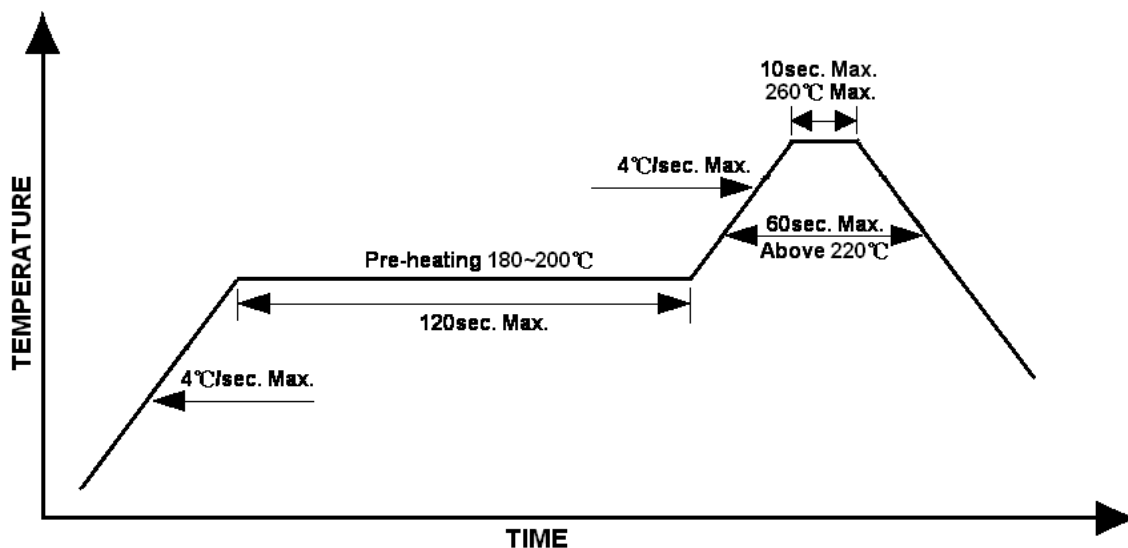 10sec. Max.
260℃ Max.
4℃/sec. Max.
60sec. Max.
Above 220℃
Pre-heating 180~200℃
120sec. Max.
4℃/sec. Max.
TEMPERATURE
TIME